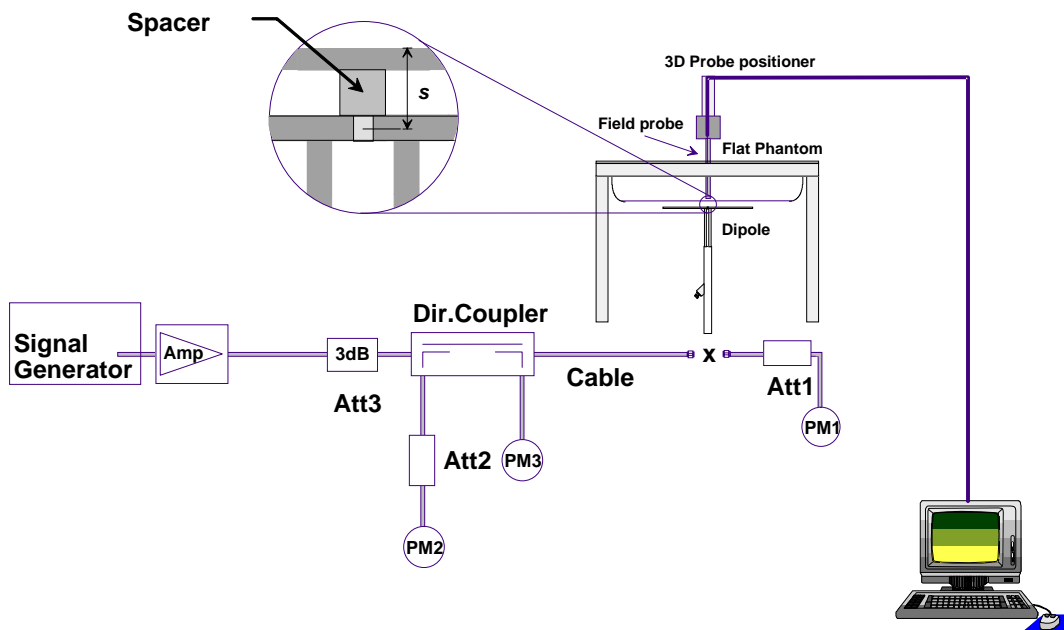 Spacer
s
3D Probe positioner
Field probe
Flat Phantom
Dipole
Dir.Coupler
Signal
Generator
Amp
3dB
Att3
Cable
x
Att1
PM1
Att2
PM3
PM2